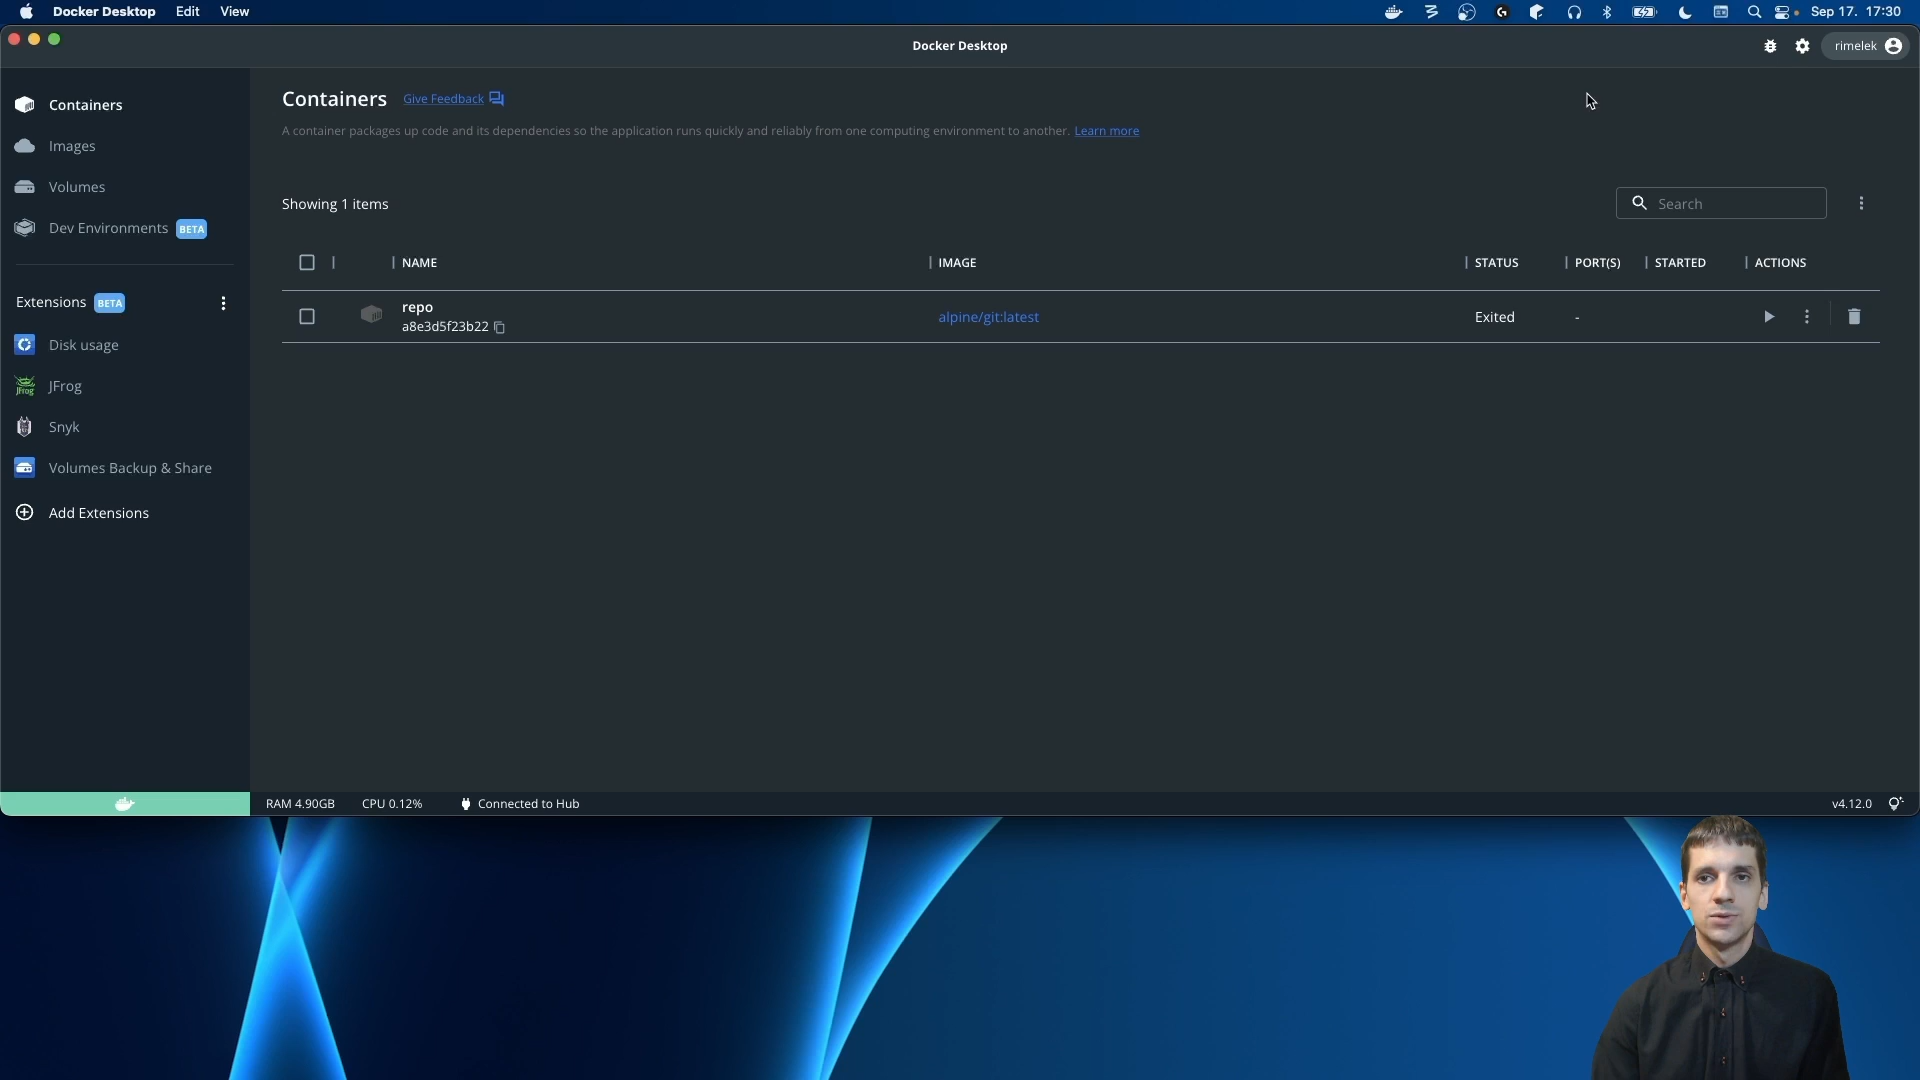 Docker Desktop Edit View Sep 17. 17:30
Docker Desktop
rimelek
Containers
Images
Volumes
Dev Environments BETA
Extensions BETA
Disk usage
JFrog
Snyk
Volumes Backup & Share
Add Extensions
Containers Give Feedback
A container packages up code and its dependencies so the application runs quickly and reliably from one computing environment to another. Learn more
Showing 1 items
Search
NAME IMAGE STATUS PORT(S) STARTED ACTIONS
repo
a8e3d5f23b22 alpine/git:latest Exited -
RAM 4.90GB CPU 0.12% Connected to Hub v4.12.0